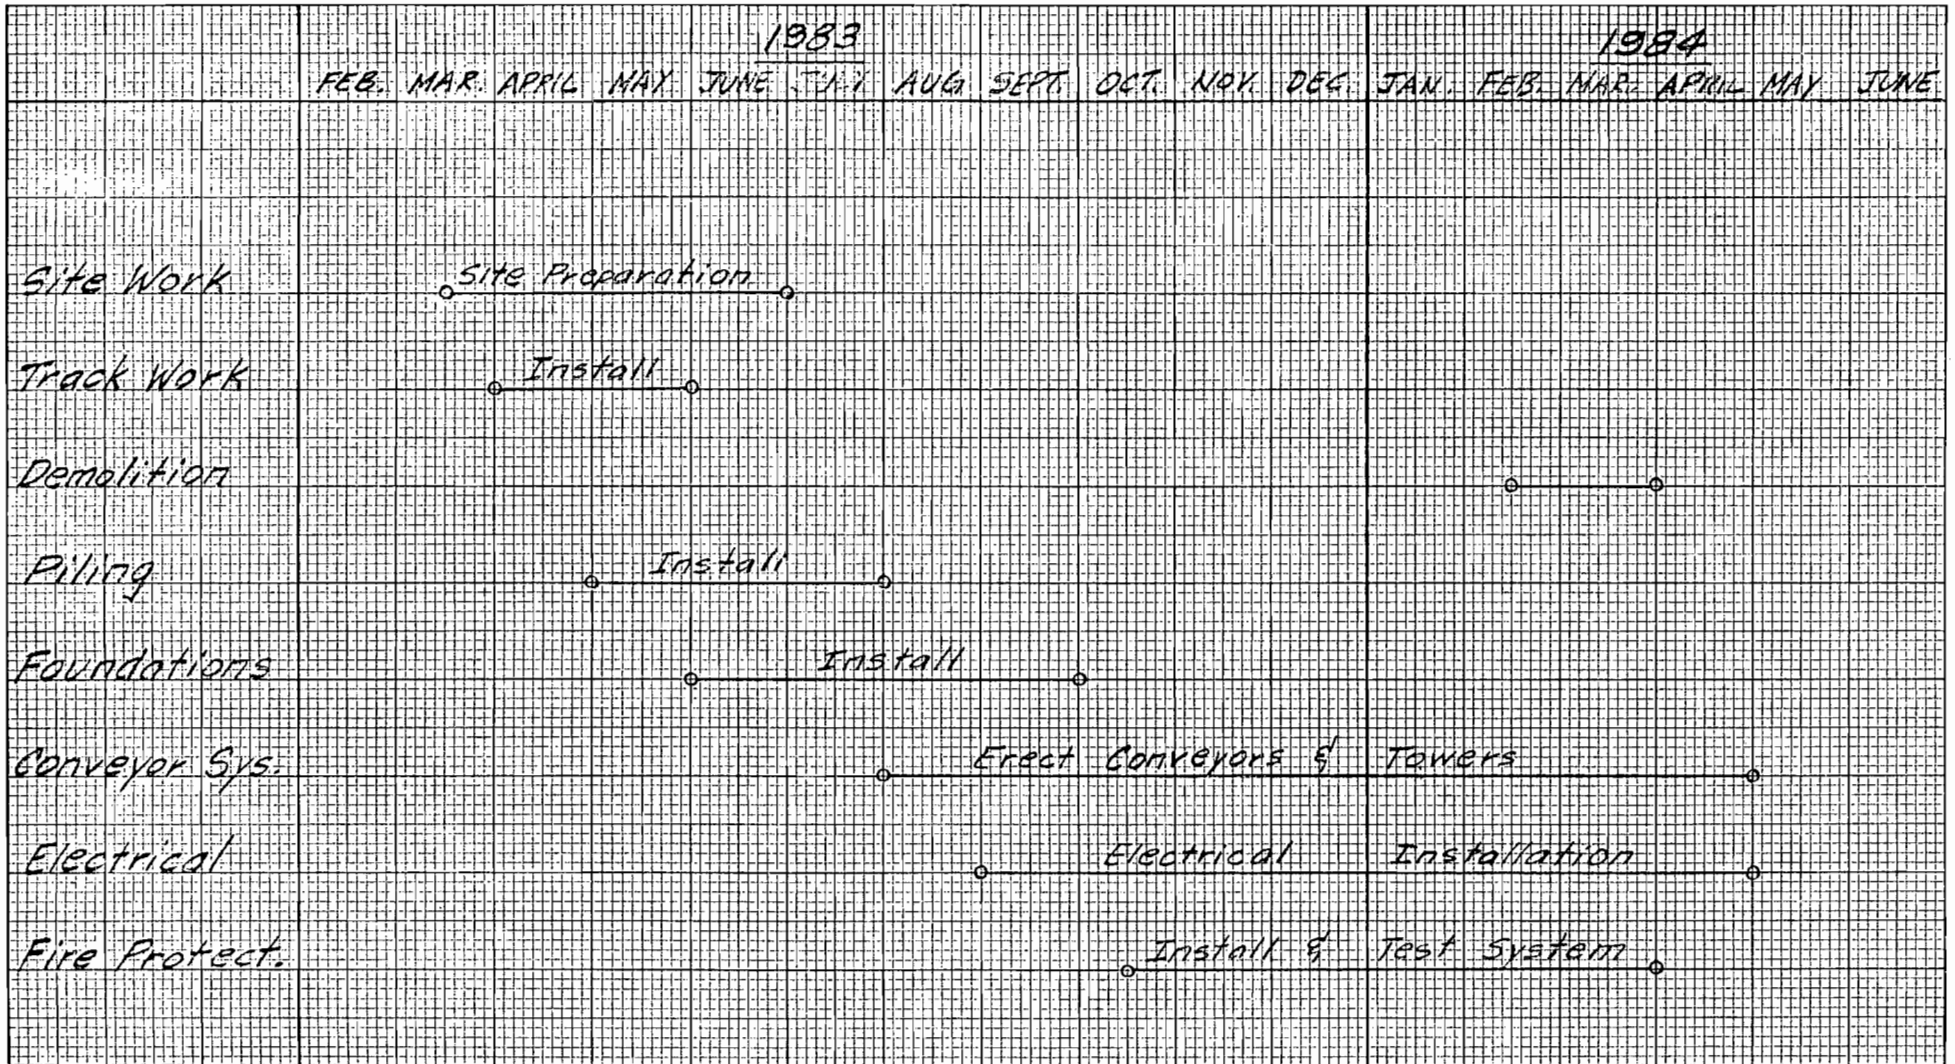 1983 1984
FEB. MAR. APRIL MAY JUNE JULY AUG. SEPT. OCT. NOV. DEC. JAN. FEB. MAR. APRIL MAY JUNE
Site Work Site Preparation
Track Work Install
Demolition
Piling Install
Foundations Install
Conveyor Sys. Erect Conveyors & Towers
Electrical Electrical Installation
Fire Protect. Install & Test System